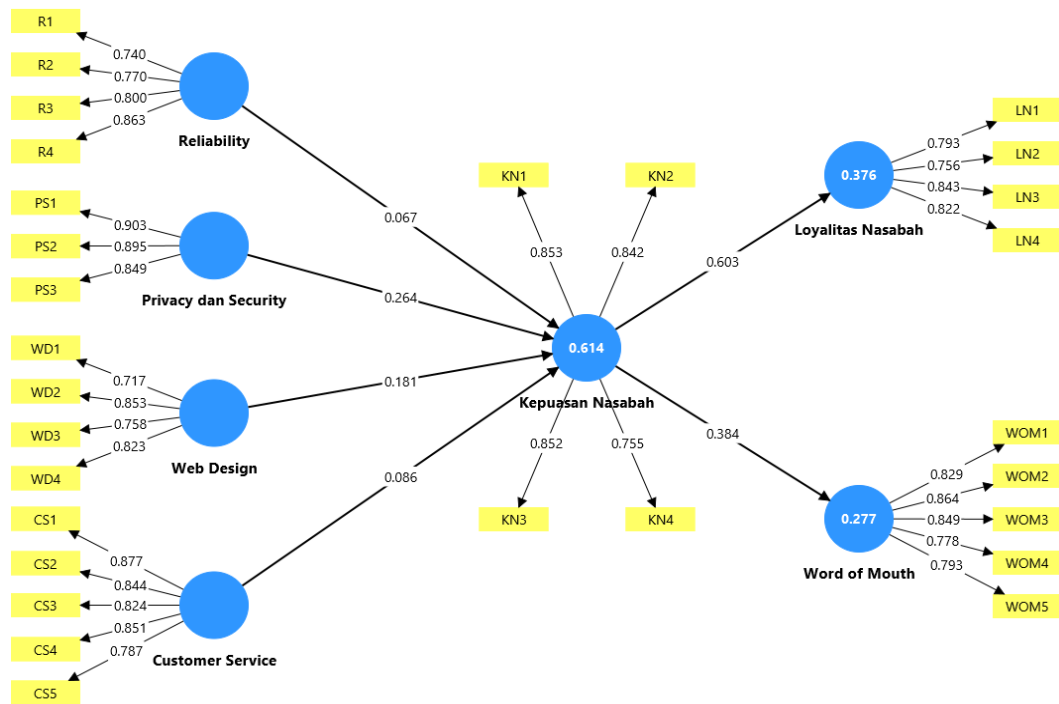 R1
0.740
R2
0.770
R3
0.800
R4
0.863
Reliability
PS1
0.903
PS2
0.895
PS3
0.849
Privacy dan Security
WD1
0.717
WD2
0.853
WD3
0.758
WD4
0.823
Web Design
CS1
0.877
CS2
0.844
CS3
0.824
CS4
0.851
CS5
0.787
Customer Service
0.067
0.264
0.181
0.086
KN1
KN2
0.853
0.842
0.614
Kepuasan Nasabah
0.852
0.755
KN3
KN4
0.603
0.384
0.376
Loyalitas Nasabah
0.793
LN1
0.756
LN2
0.843
LN3
0.822
LN4
0.277
Word of Mouth
0.829
WOM1
0.864
WOM2
0.849
WOM3
0.778
WOM4
0.793
WOM5